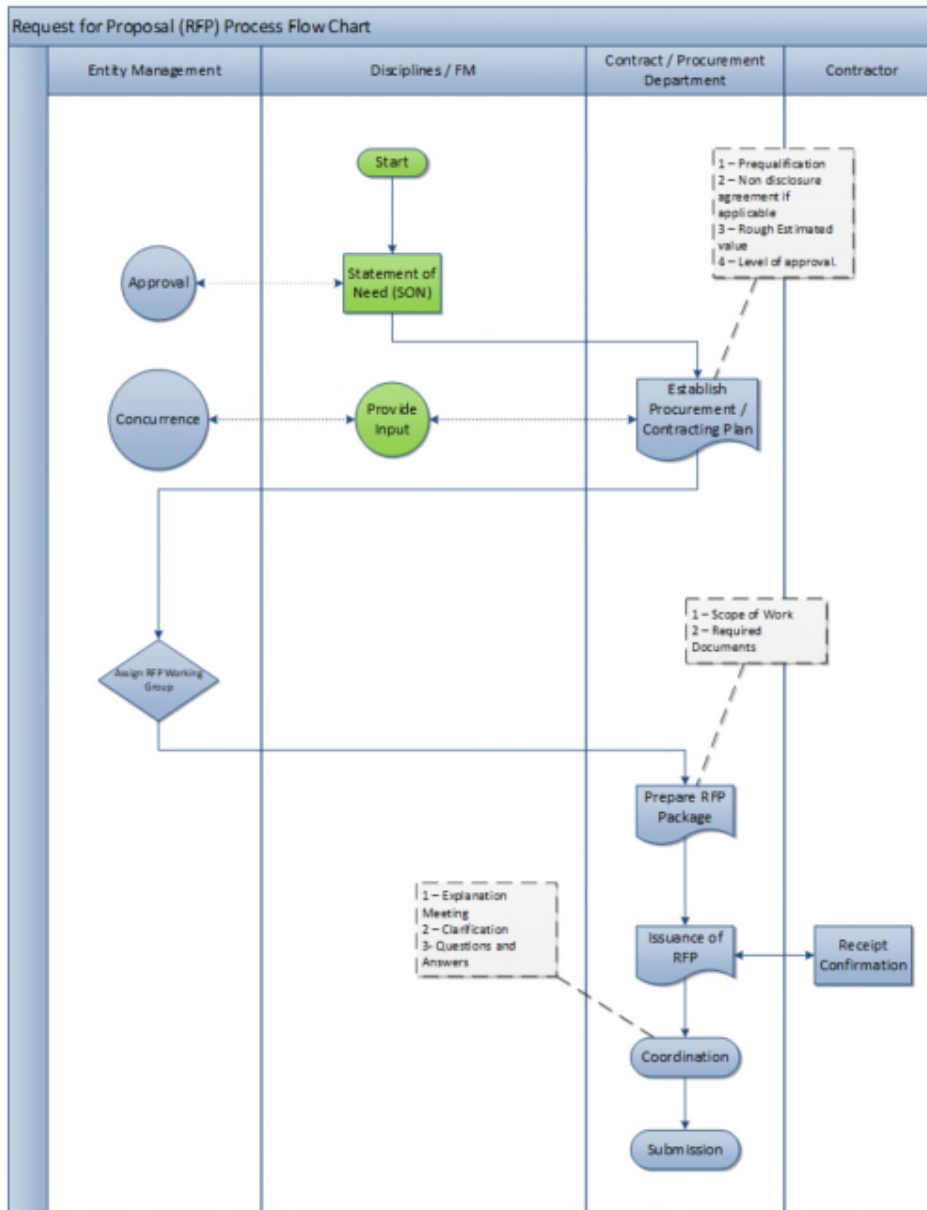 Request for Proposal (RFP) Process Flow Chart
Entity Management
Disciplines / FM
Contract / Procurement
Department
Contractor
Start
1 – Prequalification
2 – Non disclosure
agreement if
applicable
3 – Rough Estimated
value
4 – Level of approval.
Approval
Statement of
Need (SON)
Concurrence
Provide
Input
Establish
Procurement /
Contracting Plan
1 – Scope of Work
2 – Required
Documents
Assign RFP Working
Group
Prepare RFP
Package
1 – Explanation
Meeting
2 – Clarification
3- Questions and
Answers
Issuance of
RFP
Receipt
Confirmation
Coordination
Submission